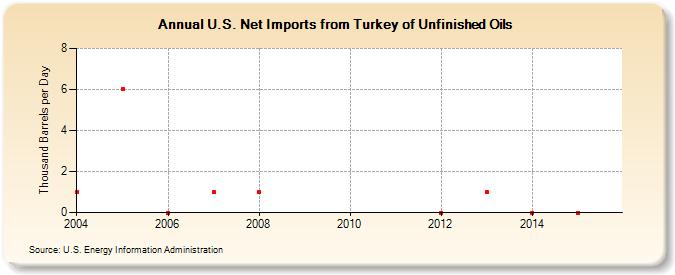 Annual U.S. Net Imports from Turkey of Unfinished Oils
Thousand Barrels per Day
8
6
4
2
0
2004 2006 2008 2010 2012 2014
Source: U.S. Energy Information Administration